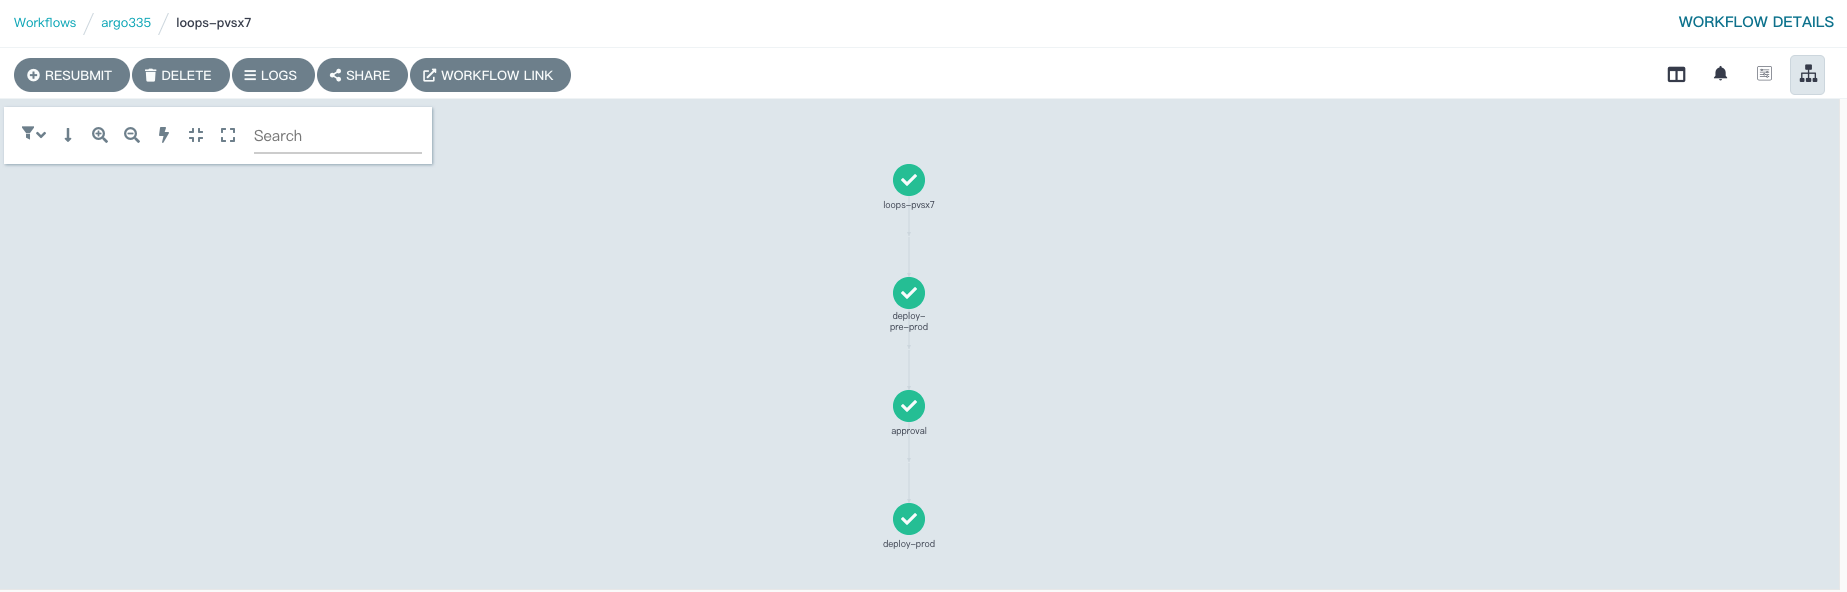 Workflows / argo335 / loops-pvsx7
WORKFLOW DETAILS
RESUBMIT DELETE LOGS SHARE WORKFLOW LINK
Search
loops-pvsx7
deploy-
pre-prod
approval
deploy-prod